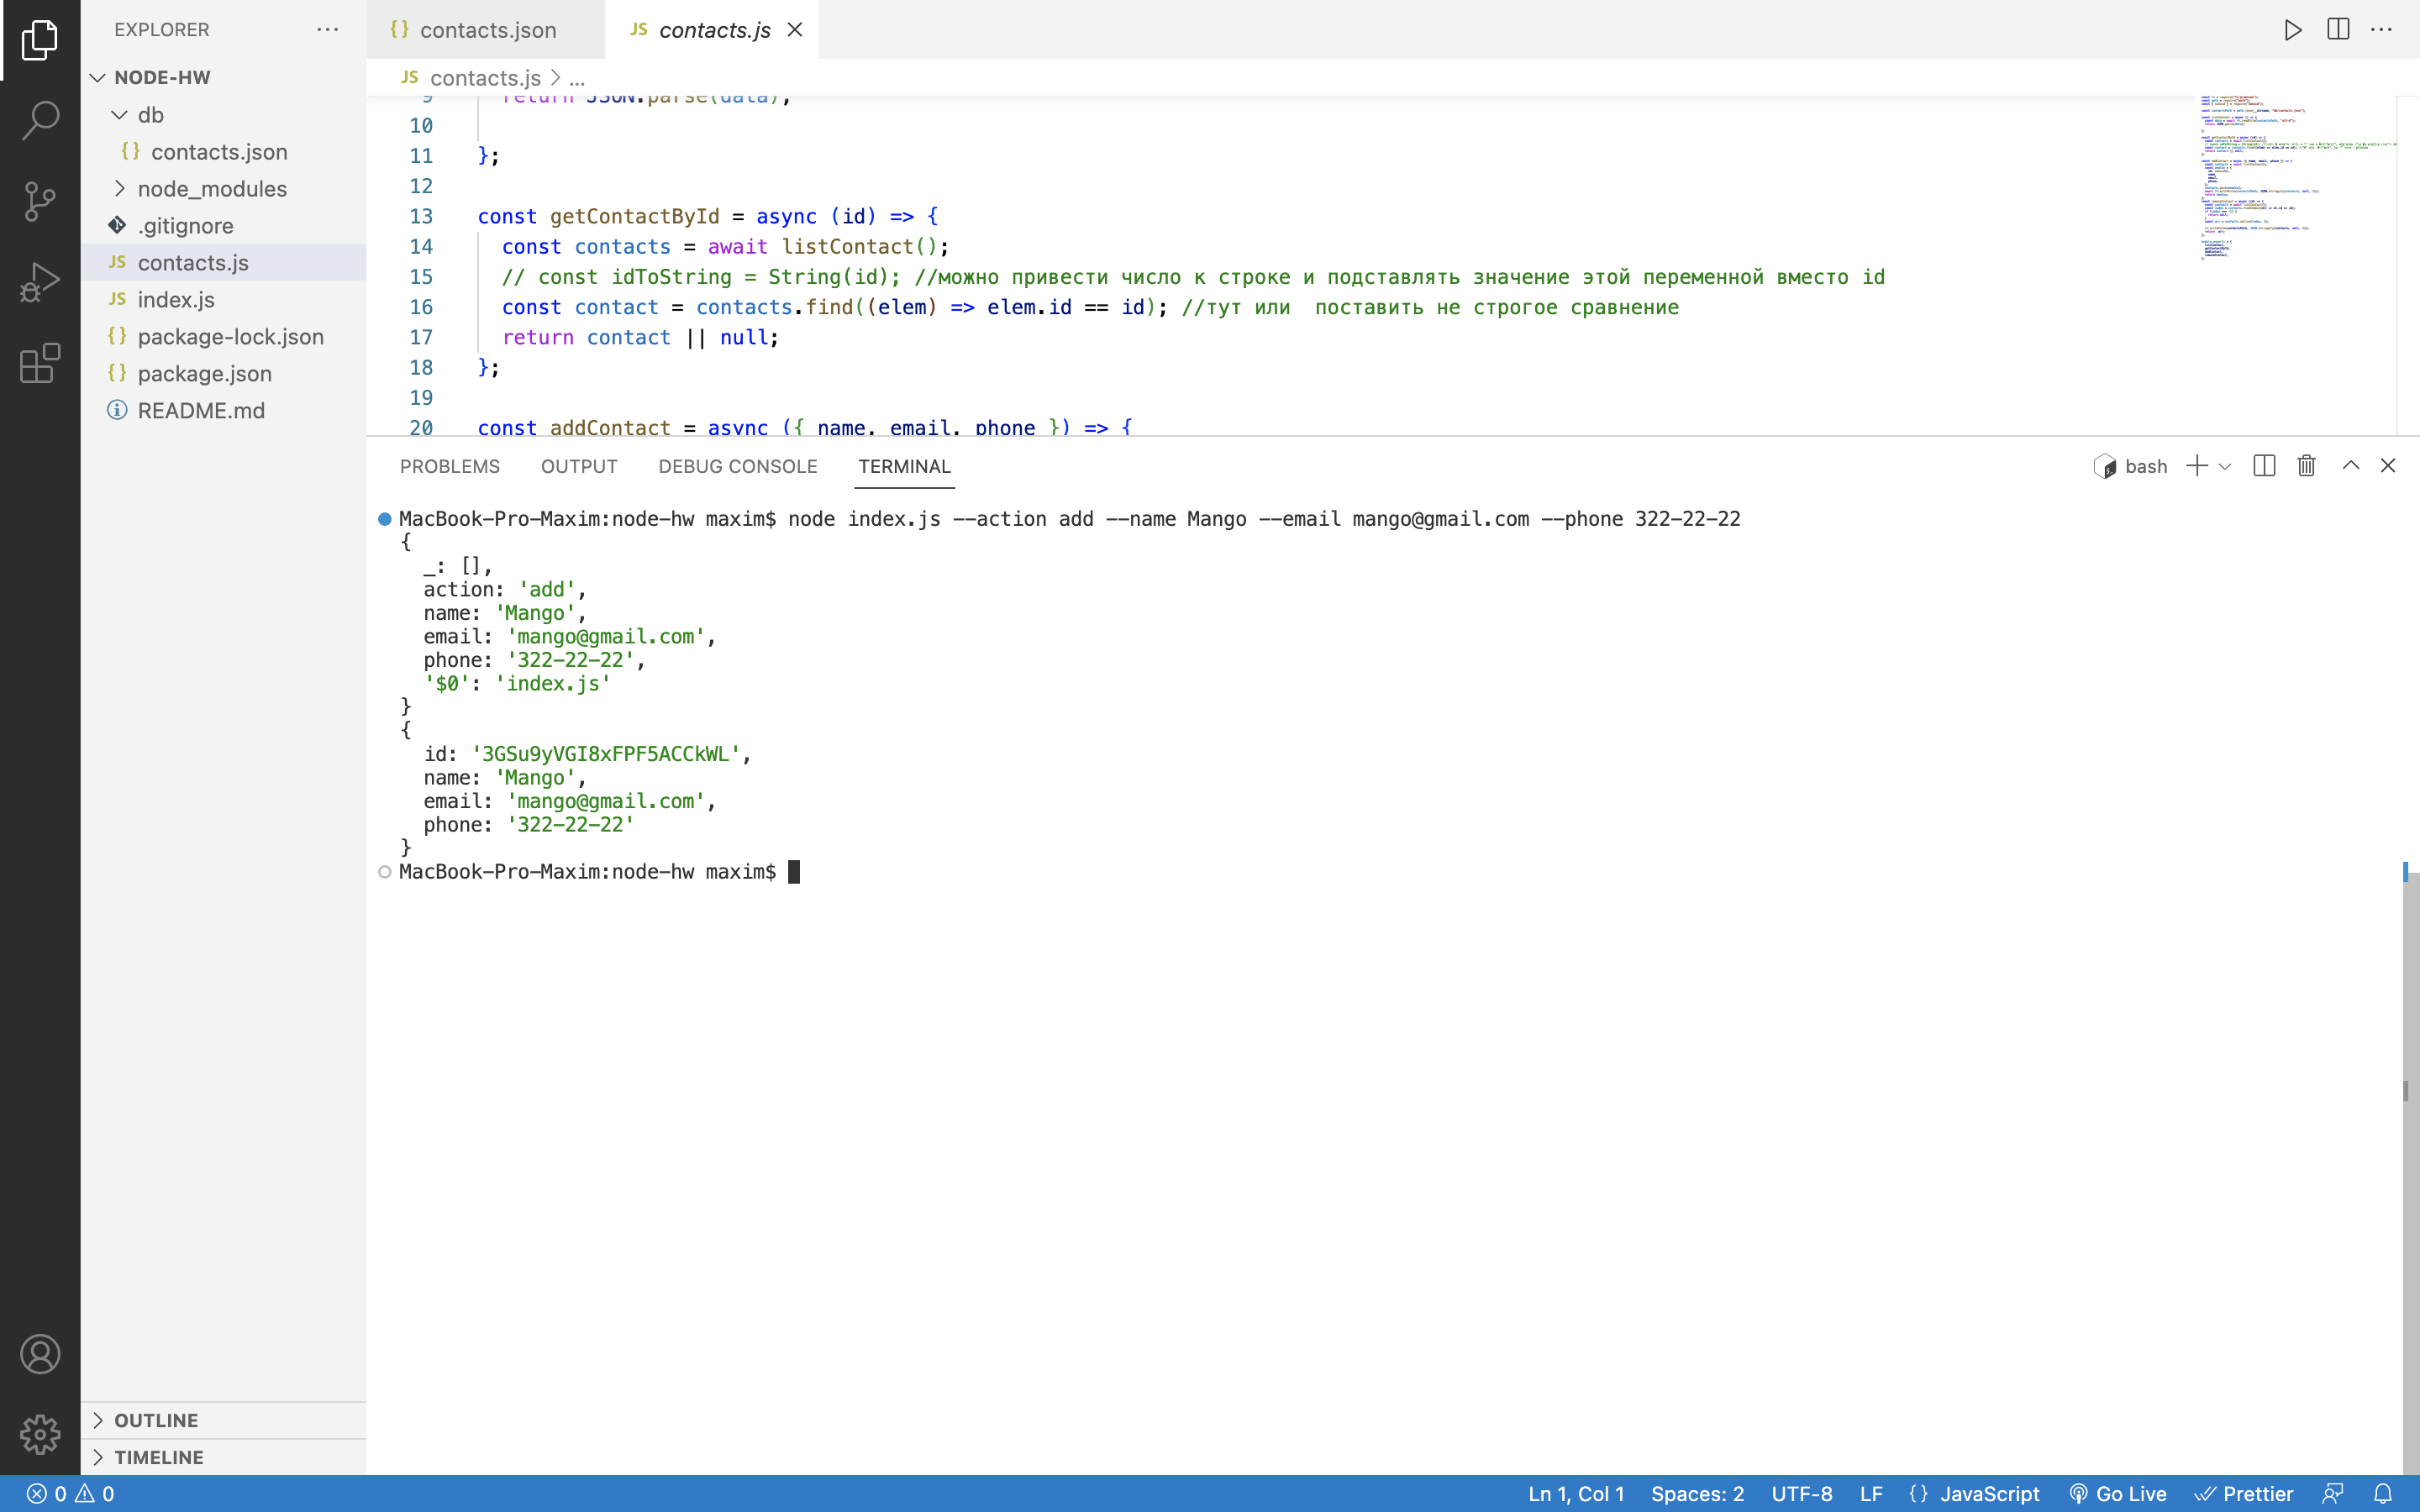 EXPLORER
NODE-HW
db
contacts.json
node_modules
.gitignore
JS contacts.js
JS index.js
{} package-lock.json
{} package.json
README.md
OUTLINE
TIMELINE
{} contacts.json
JS contacts.js
JS contacts.js > ...
9 return JSON.parse(data);
10
11 };
12
13 const getContactById = async (id) => {
14 const contacts = await listContact();
15 // const idToString = String(id); //можно привести число к строке и подставлять значение этой переменной вместо id
16 const contact = contacts.find((elem) => elem.id == id); //тут или  поставить не строгое сравнение
17 return contact || null;
18 };
19
20 const addContact = async ({ name, email, phone }) => {
PROBLEMS OUTPUT DEBUG CONSOLE TERMINAL
bash
MacBook-Pro-Maxim:node-hw maxim$ node index.js --action add --name Mango --email mango@gmail.com --phone 322-22-22
{
_: [],
action: 'add',
name: 'Mango',
email: 'mango@gmail.com',
phone: '322-22-22',
'$0': 'index.js'
}
{
id: '3GSu9yVGI8xFPF5ACCkWL',
name: 'Mango',
email: 'mango@gmail.com',
phone: '322-22-22'
}
MacBook-Pro-Maxim:node-hw maxim$
0 0
Ln 1, Col 1 Spaces: 2 UTF-8 LF {} JavaScript Go Live Prettier